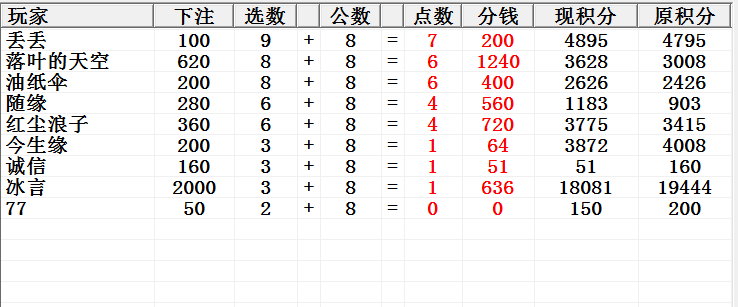 玩家 下注 选数 公数 点数 分钱 现积分 原积分
丢丢 100 9 + 8 = 7 200 4895 4795
落叶的天空 620 8 + 8 = 6 1240 3628 3008
油纸伞 200 8 + 8 = 6 400 2626 2426
随缘 280 6 + 8 = 4 560 1183 903
红尘浪子 360 6 + 8 = 4 720 3775 3415
今生缘 200 3 + 8 = 1 64 3872 4008
诚信 160 3 + 8 = 1 51 51 160
冰言 2000 3 + 8 = 1 636 18081 19444
77 50 2 + 8 = 0 0 150 200